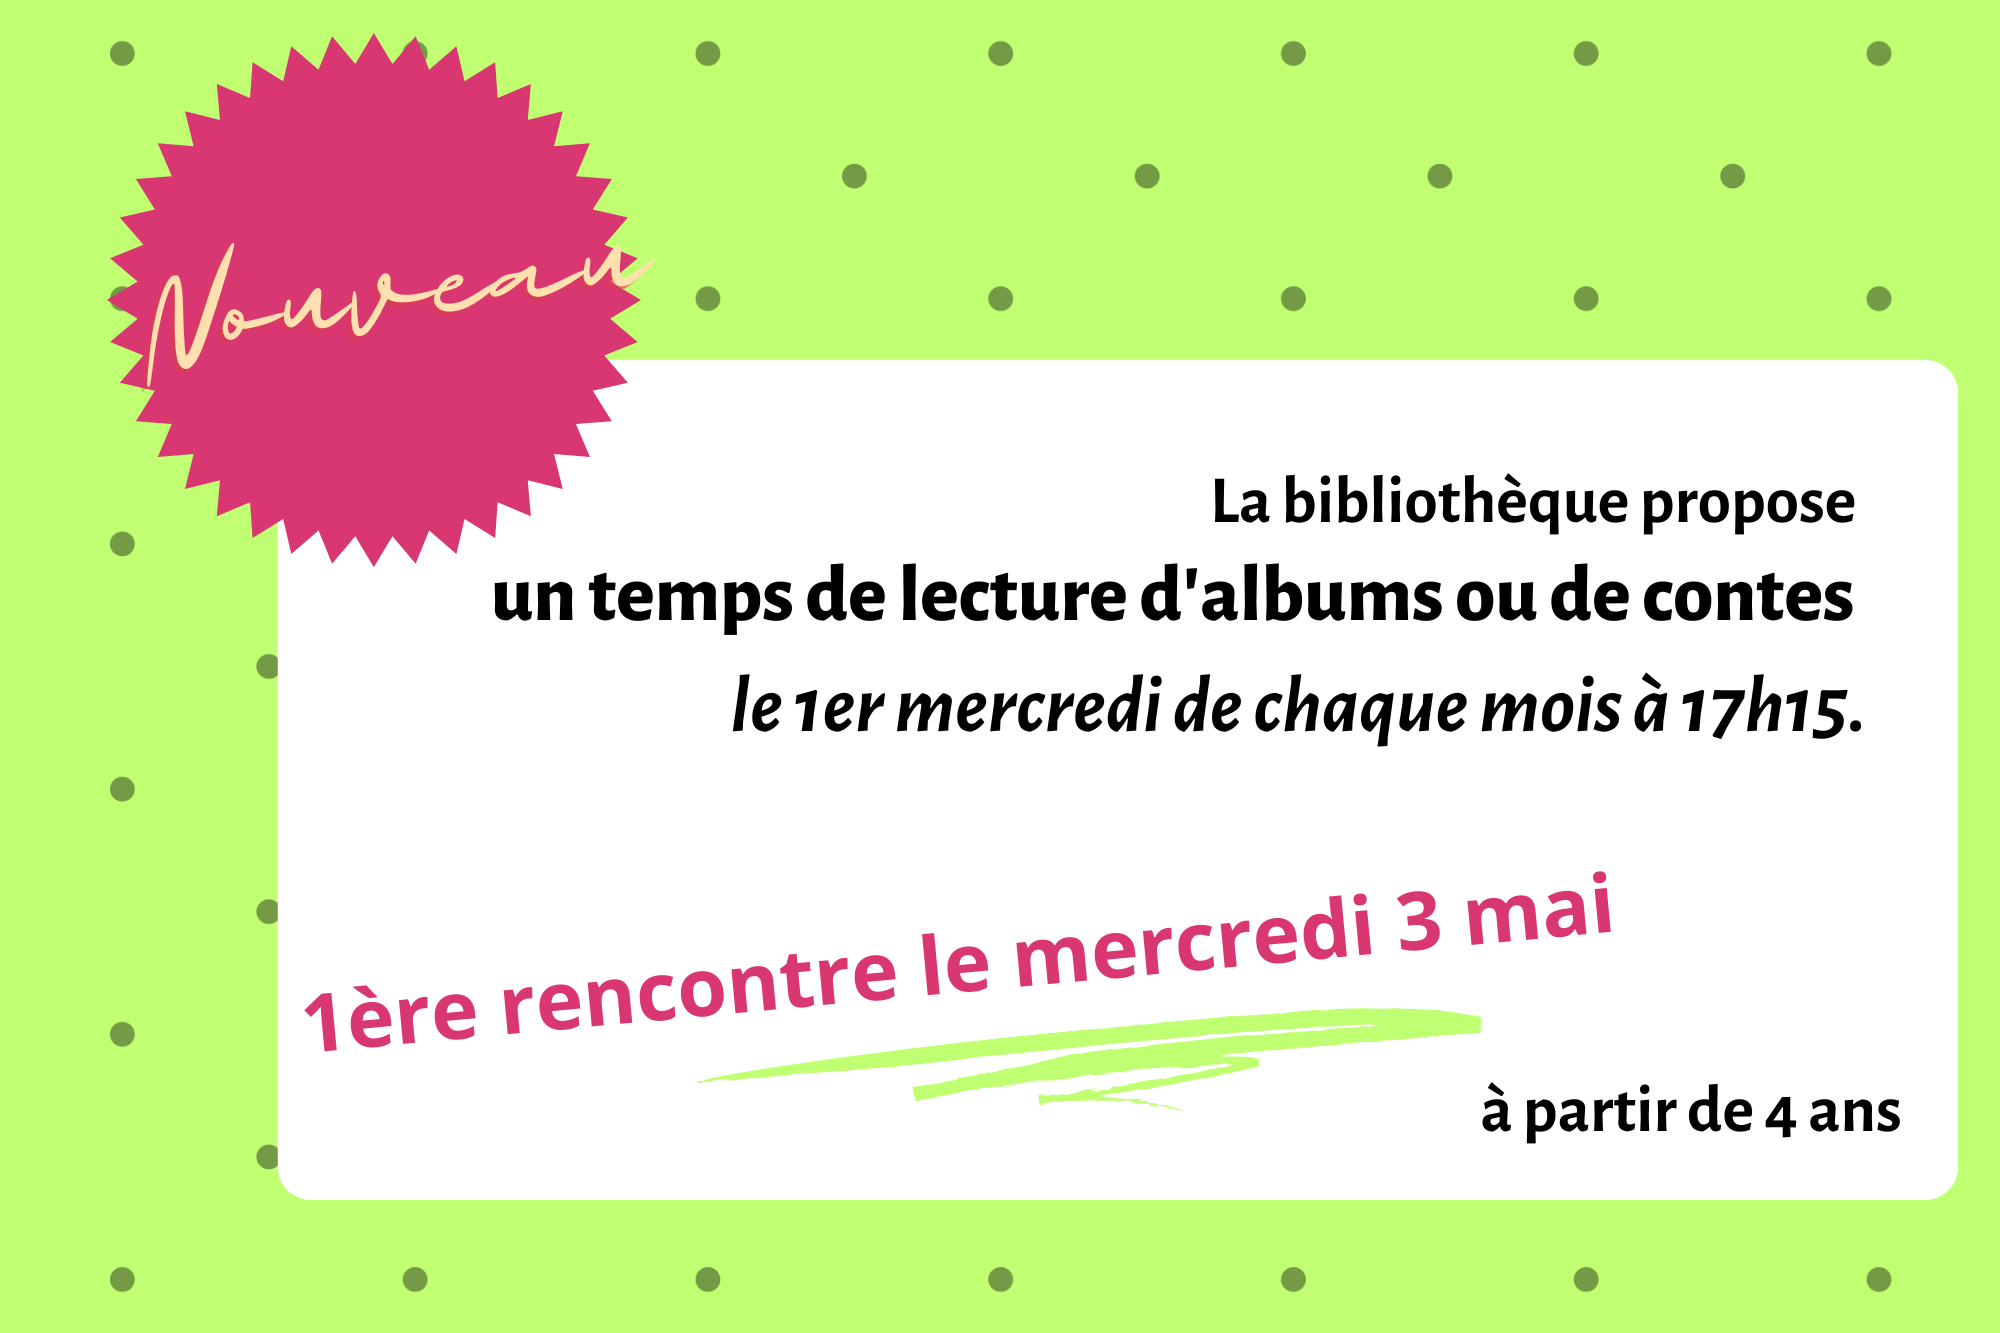 Nouveau
La bibliothèque propose
un temps de lecture d'albums ou de contes
le 1er mercredi de chaque mois à 17h15.
1ère rencontre le mercredi 3 mai
à partir de 4 ans